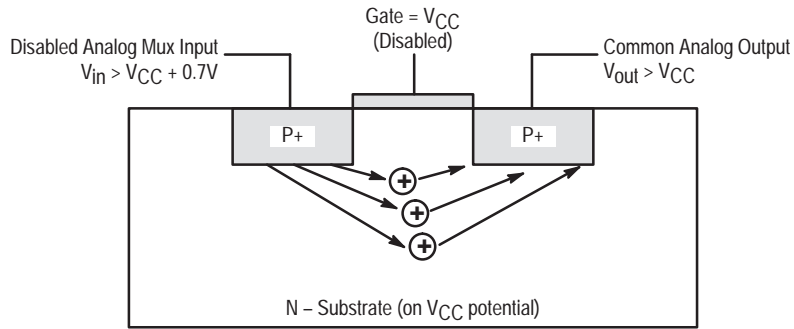 Gate = VCC
(Disabled)
Disabled Analog Mux Input
Vin > VCC + 0.7V
Common Analog Output
Vout > VCC
P+
P+
+
+
+
N – Substrate (on VCC potential)